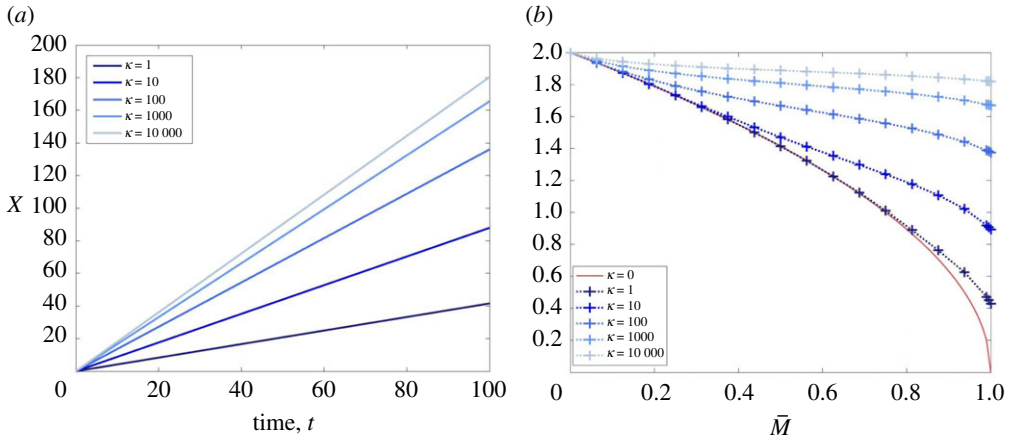 (a)
200
180
160
140
120
X 100
80
60
40
20
0 20 40 60 80 100
time, t
κ = 1
κ = 10
κ = 100
κ = 1000
κ = 10 000
(b)
2.0
1.8
1.6
1.4
1.2
1.0
0.8
0.6
0.4
0.2
0 0.2 0.4 0.6 0.8 1.0
M̄
κ = 0
κ = 1
κ = 10
κ = 100
κ = 1000
κ = 10 000